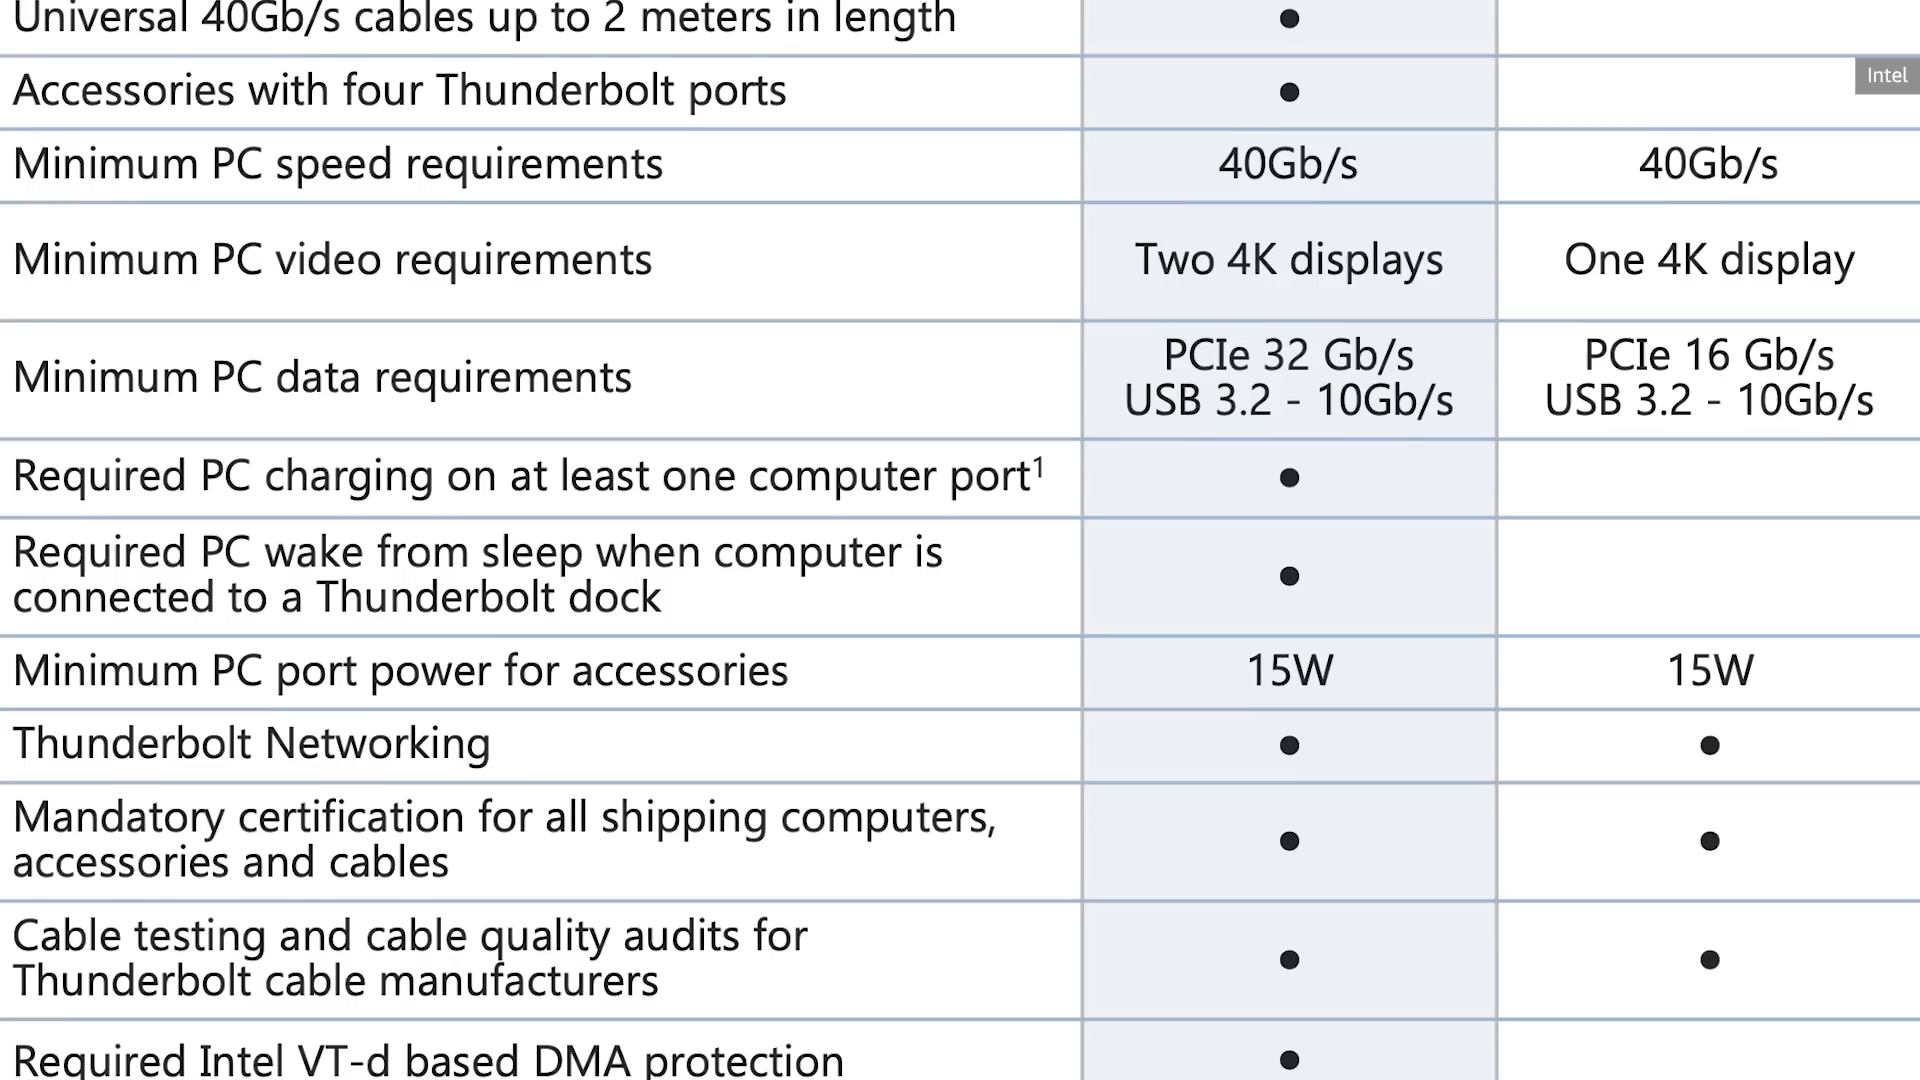 Universal 40Gb/s cables up to 2 meters in length ●
Accessories with four Thunderbolt ports ●
Intel
Minimum PC speed requirements 40Gb/s 40Gb/s
Minimum PC video requirements Two 4K displays One 4K display
Minimum PC data requirements
PCIe 32 Gb/s
USB 3.2 - 10Gb/s
PCIe 16 Gb/s
USB 3.2 - 10Gb/s
Required PC charging on at least one computer port¹ ●
Required PC wake from sleep when computer is
connected to a Thunderbolt dock ●
Minimum PC port power for accessories 15W 15W
Thunderbolt Networking ● ●
Mandatory certification for all shipping computers,
accessories and cables ● ●
Cable testing and cable quality audits for
Thunderbolt cable manufacturers ● ●
Required Intel VT-d based DMA protection ●